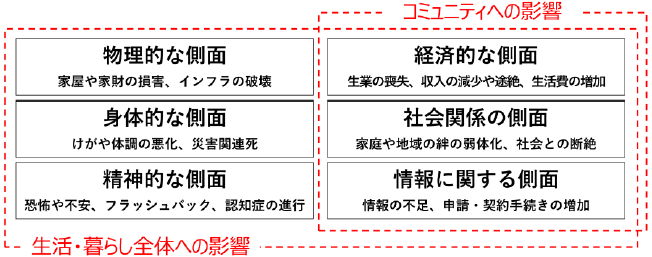 コミュニティへの影響
物理的な側面
家屋や家財の損害、インフラの破壊
経済的な側面
生業の喪失、収入の減少や途絶、生活費の増加
身体的な側面
けがや体調の悪化、災害関連死
社会関係の側面
家庭や地域の絆の弱体化、社会との断絶
精神的な側面
恐怖や不安、フラッシュバック、認知症の進行
情報に関する側面
情報の不足、申請・契約手続きの増加
生活・暮らし全体への影響